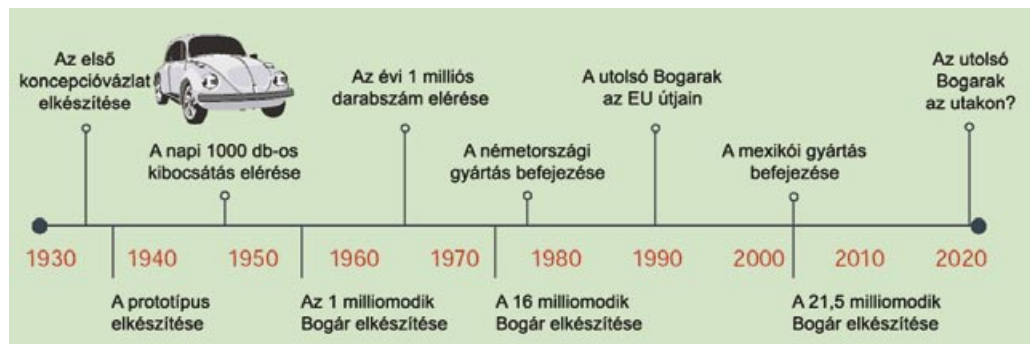 Az első
koncepcióvázlat
elkészítése
Az évi 1 milliós
darabszám elérése
A utolsó Bogarak
az EU útjain
Az utolsó
Bogarak
az utakon?
A napi 1000 db-os
kibocsátás elérése
A németországi
gyártás befejezése
A mexikói gyártás
befejezése
1930 1940 1950 1960 1970 1980 1990 2000 2010 2020
A prototípus
elkészítése
Az 1 milliomodik
Bogár elkészítése
A 16 milliomodik
Bogár elkészítése
A 21,5 milliomodik
Bogár elkészítése